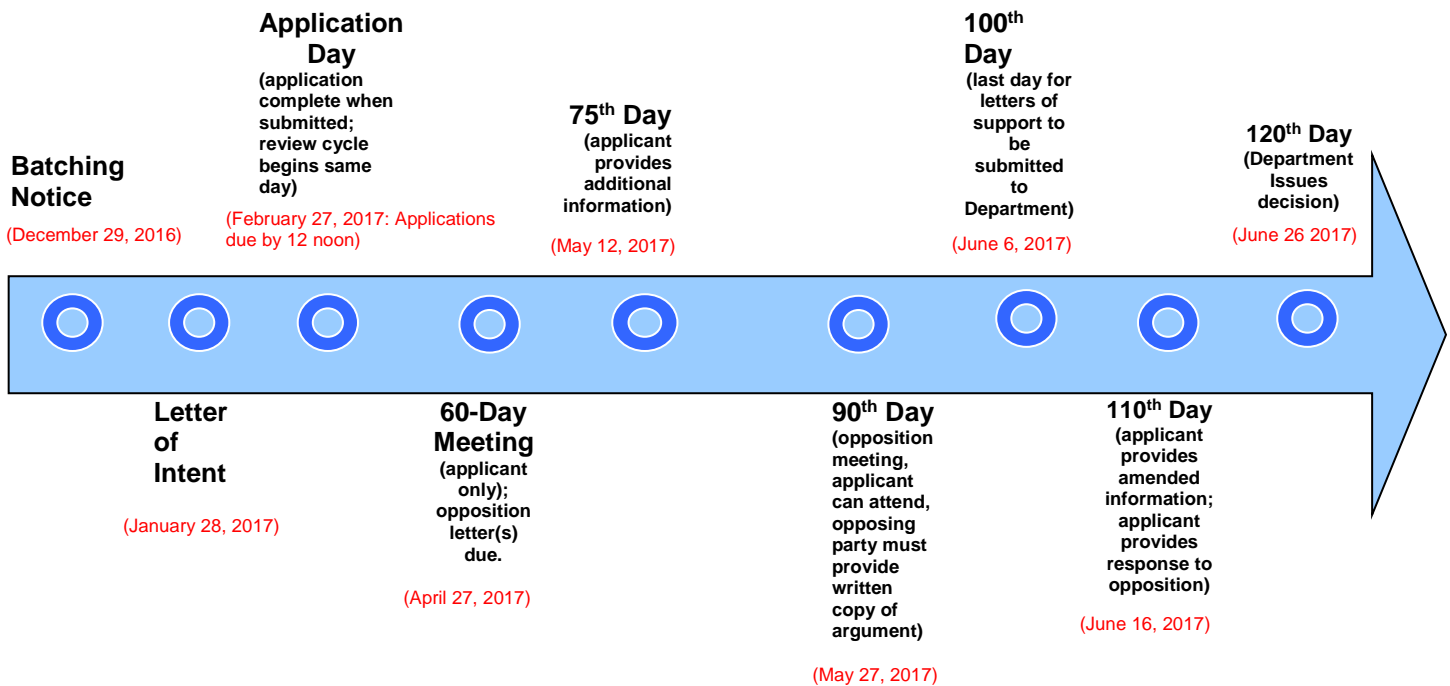 Batching
Notice
(December 29, 2016)
Letter
of
Intent
(January 28, 2017)
Application
Day
(application
complete when
submitted;
review cycle
begins same
day)
(February 27, 2017: Applications
due by 12 noon)
60-Day
Meeting
(applicant
only);
opposition
letter(s)
due.
(April 27, 2017)
75th Day
(applicant
provides
additional
information)
(May 12, 2017)
90th Day
(opposition
meeting,
applicant
can attend,
opposing
party must
provide
written
copy of
argument)
(May 27, 2017)
100th
Day
(last day for
letters of
support to
be
submitted
to
Department)
(June 6, 2017)
110th Day
(applicant
provides
amended
information;
applicant
provides
response to
opposition)
(June 16, 2017)
120th Day
(Department
Issues
decision)
(June 26 2017)